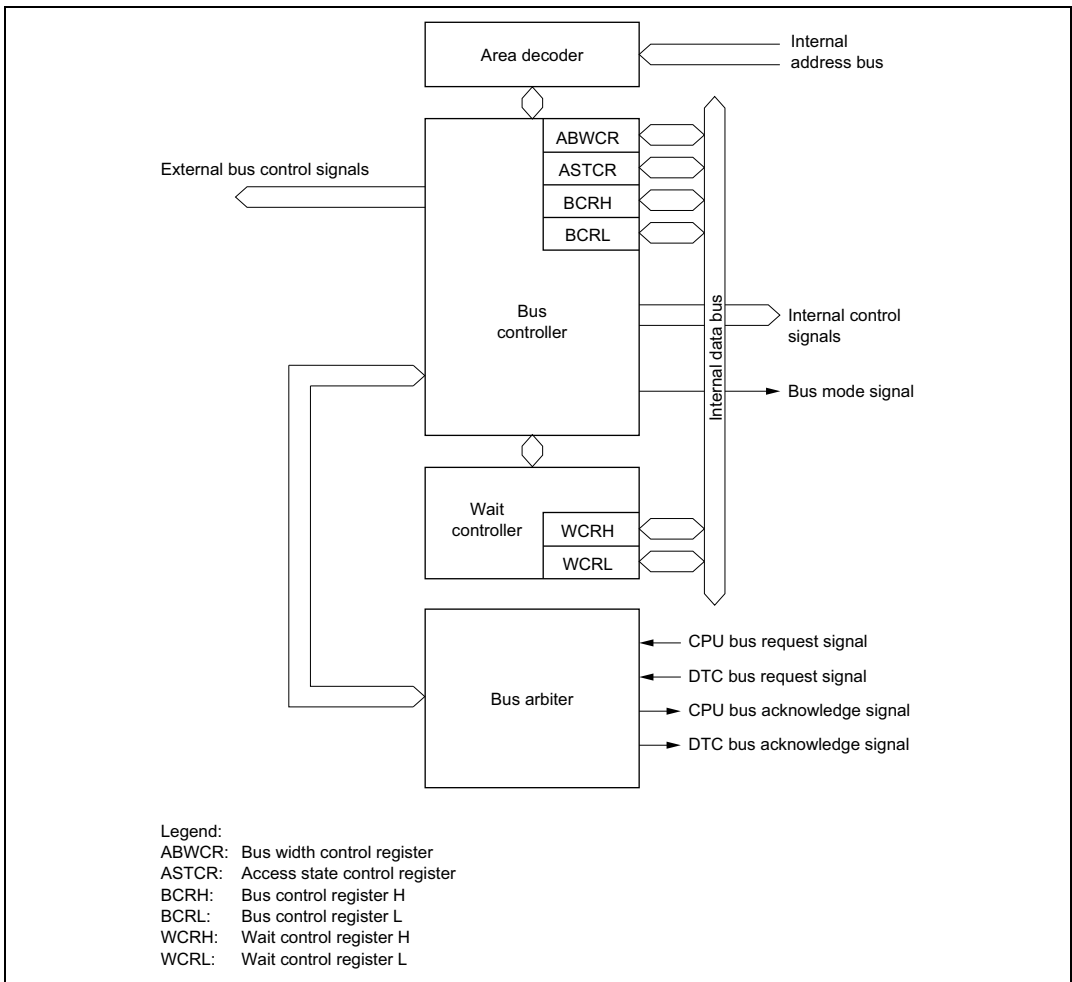 Area decoder
Internal
address bus
ABWCR
ASTCR
BCRH
BCRL
External bus control signals
Bus
controller
Internal data bus
Internal control
signals
Bus mode signal
Wait
controller
WCRH
WCRL
Bus arbiter
CPU bus request signal
DTC bus request signal
CPU bus acknowledge signal
DTC bus acknowledge signal
Legend:
ABWCR: Bus width control register
ASTCR: Access state control register
BCRH: Bus control register H
BCRL: Bus control register L
WCRH: Wait control register H
WCRL: Wait control register L